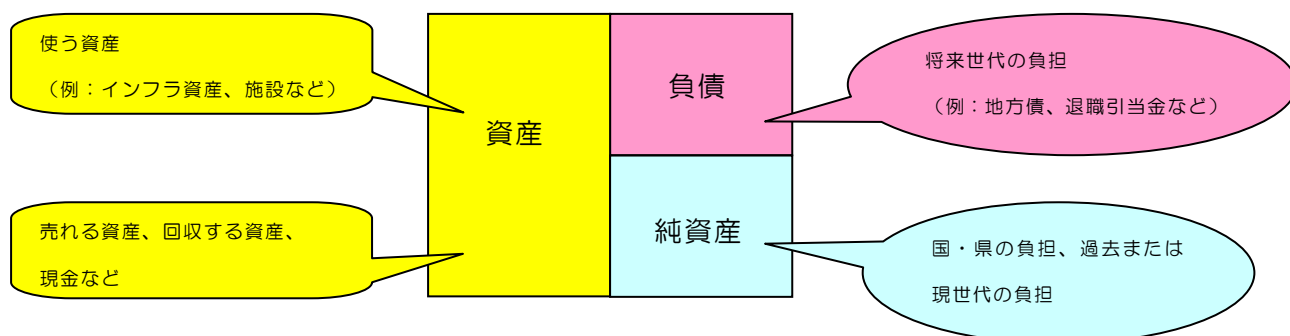 使う資産
（例：インフラ資産、施設など）
売れる資産、回収する資産、
現金など
資産
負債
純資産
将来世代の負担
（例：地方債、退職引当金など）
国・県の負担、過去または
現世代の負担